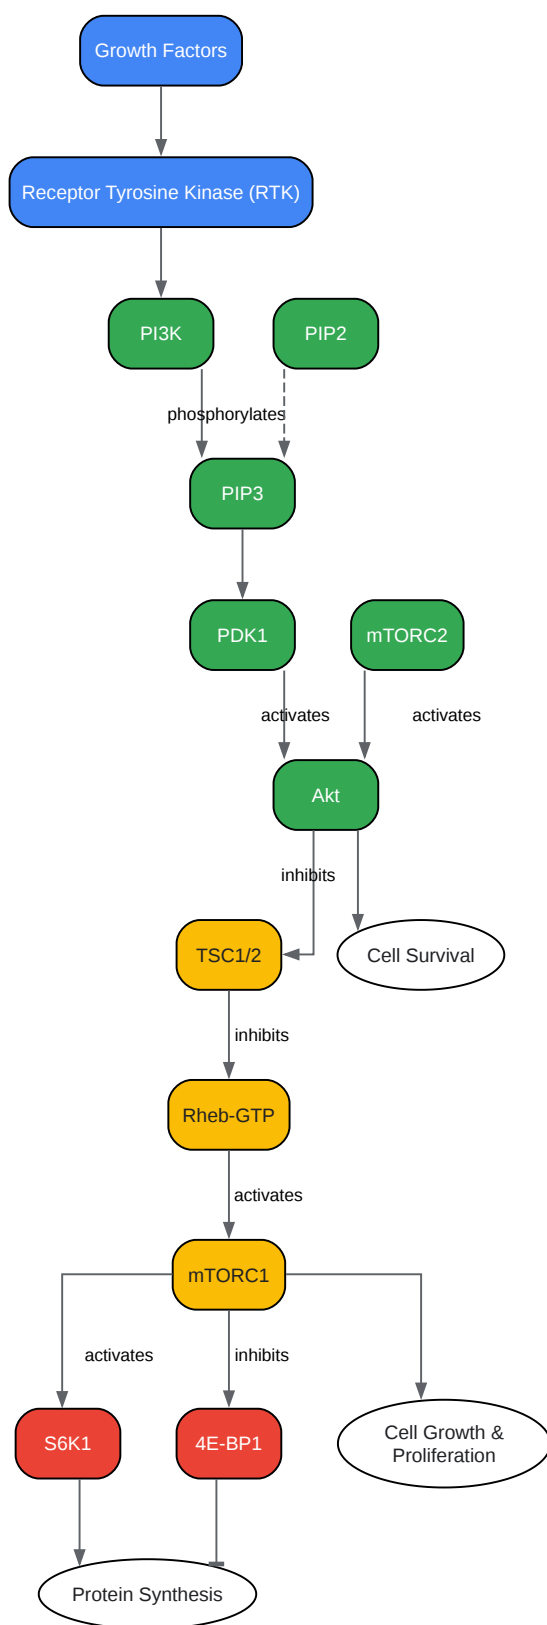 Growth Factors
Receptor Tyrosine Kinase (RTK)
PI3K
PIP2
phosphorylates
PIP3
PDK1
mTORC2
activates
activates
Akt
inhibits
TSC1/2
Cell Survival
inhibits
Rheb-GTP
activates
mTORC1
activates
inhibits
S6K1
4E-BP1
Cell Growth &
Proliferation
Protein Synthesis